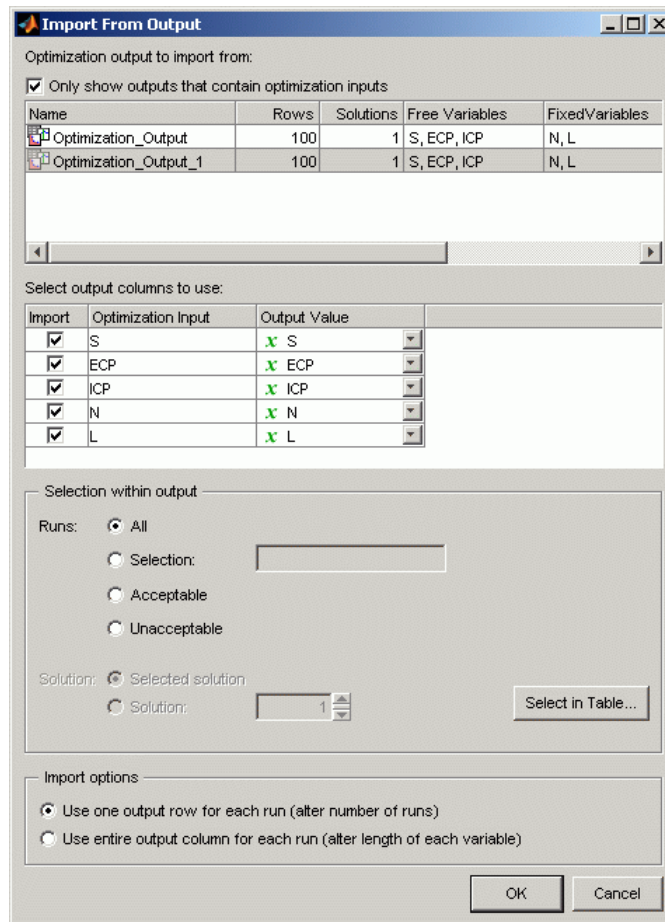 Import From Output
Optimization output to import from:
Only show outputs that contain optimization inputs
Name Rows Solutions Free Variables FixedVariables
Optimization_Output 100 1 S, ECP, ICP N, L
Optimization_Output_1 100 1 S, ECP, ICP N, L
Select output columns to use:
Import Optimization Input Output Value
S x S
ECP x ECP
ICP x ICP
N x N
L x L
Selection within output
Runs: All
Selection:
Acceptable
Unacceptable
Solution: Selected solution
Solution: 1 Select in Table...
Import options
Use one output row for each run (alter number of runs)
Use entire output column for each run (alter length of each variable)
OK Cancel